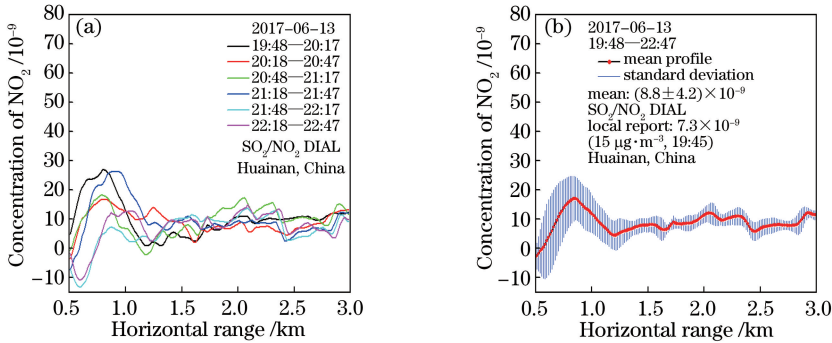 (a)
2017-06-13
19:48—20:17
20:18—20:47
20:48—21:17
21:18—21:47
21:48—22:17
22:18—22:47
SO₂/NO₂ DIAL
Huainan, China
80
70
60
50
40
30
20
10
0
−10
Concentration of NO₂ /10⁻⁹
0.5 1.0 1.5 2.0 2.5 3.0
Horizontal range /km
(b)
2017-06-13
19:48—22:47
mean profile
standard deviation
mean: (8.8±4.2)×10⁻⁹
SO₂/NO₂ DIAL
local report: 7.3×10⁻⁹
(15 μg·m⁻³, 19:45)
Huainan, China
80
70
60
50
40
30
20
10
0
−10
Concentration of NO₂ /10⁻⁹
0.5 1.0 1.5 2.0 2.5 3.0
Horizontal range /km